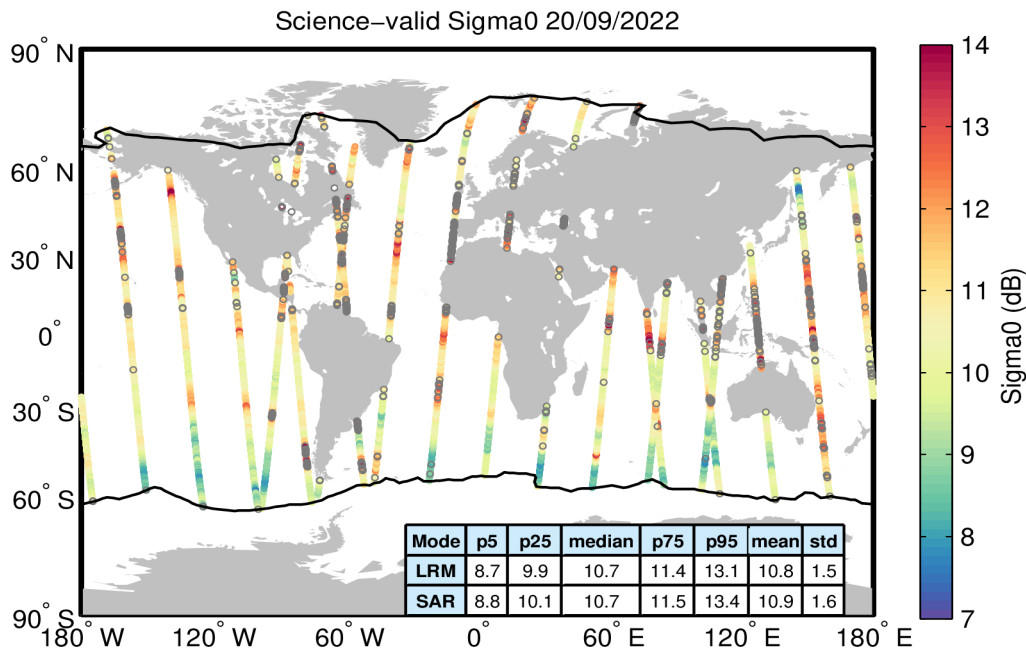 Science−valid Sigma0 20/09/2022
90° N
60° N
30° N
0°
30° S
60° S
90° S
180° W
120° W
60° W
0°
60° E
120° E
180° E
Mode p5 p25 median p75 p95 mean std
LRM 8.7 9.9 10.7 11.4 13.1 10.8 1.5
SAR 8.8 10.1 10.7 11.5 13.4 10.9 1.6
14
13
12
11
10
9
8
7
Sigma0 (dB)